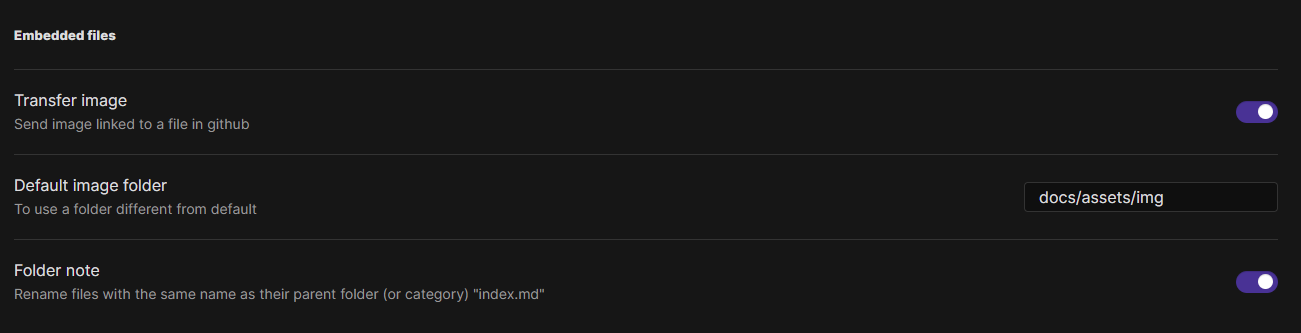 Embedded files
Transfer image
Send image linked to a file in github
Default image folder
To use a folder different from default
docs/assets/img
Folder note
Rename files with the same name as their parent folder (or category) "index.md"